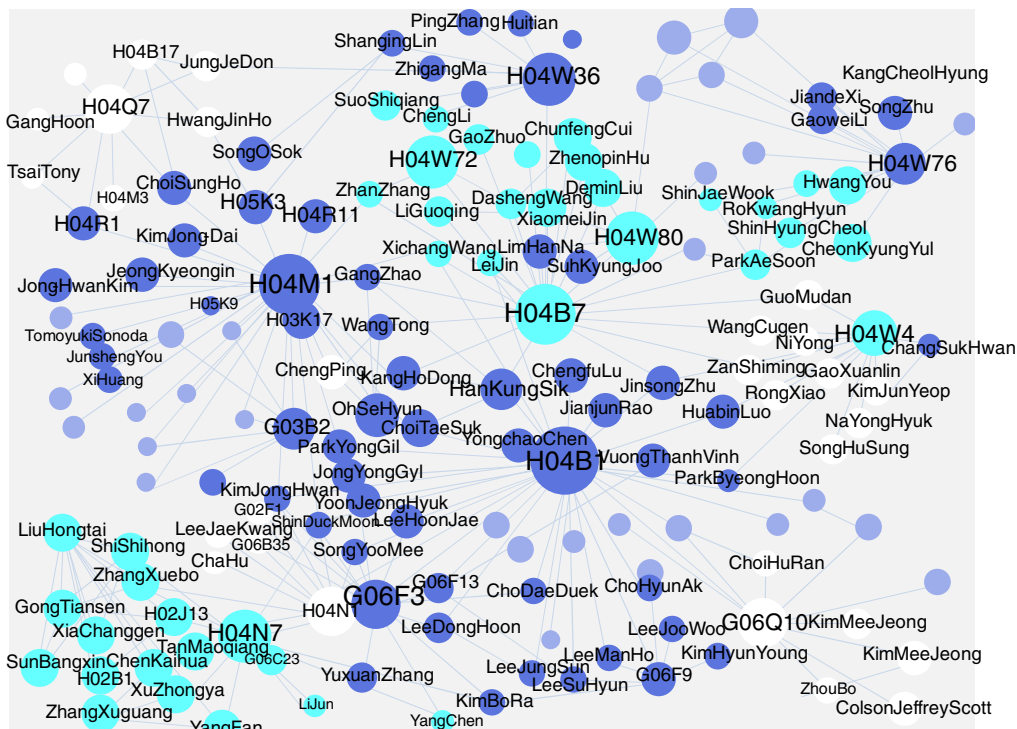 PingZhang
Huitian
ShangingLin
H04B17
JungJeDon
ZhigangMa
H04W36
KangCheolHyung
JiandeXi
SongZhu
GaoweiLi
SuoShiqiang
ChengLi
H04Q7
GangHoon
HwangJinHo
GaoZhuo
ChunfengCui
SongOSok
H04W72
ZhenopinHu
H04W76
TsaiTony
ChoiSungHo
H04M3
H05K3
ZhanZhang
DeminLiu
DashengWang
ShinJaeWook
HwangYou
H04R1
H04R11
LiGuoqing
XiaomeiJin
RoKwangHyun
ShinHyungCheol
KimJong-Dai
XichangWang
LimHanNa
H04W80
CheonKyungYul
JeongKyeongin
LeiJin
SuhKyungJoo
ParkAeSoon
JongHwanKim
H04M1
GangZhao
H05K9
H04B7
GuoMudan
H03K17
WangTong
WangCugen
H04W4
TomoyukiSonoda
NiYong
ChangSukHwan
JunshengYou
ChengPing
ChengfuLu
ZanShiming
GaoXuanlin
XiHuang
KangHoDong
HanKungSik
JinsongZhu
RongXiao
KimJunYeop
OhSeHyun
JianjunRao
HuabinLuo
G03B2
ChoiTaeSuk
NaYongHyuk
ParkYongGil
YongchaoChen
VuongThanhVinh
SongHuSung
H04B1
JongYongGyl
ParkByeongHoon
KimJongHwan
YoonJeongHyuk
G02F1
LeeJaeKwang
ShinDuckMoon
LeeHoonJae
LiuHongtai
G06B35
ShiShihong
SongYooMee
ChaHu
ChoiHuRan
ZhangXuebo
G06F13
ChoDaeDuek
ChoHyunAk
GongTiansen
H02J13
H04N1
G06F3
XiaChanggen
H04N7
LeeDongHoon
LeeJooWoo
G06Q10
KimMeeJeong
TanMaoqiang
SunBangxin
ChenKaihua
G06C23
LeeJungSun
LeeManHo
KimHyunYoung
KimMeeJeong
H02B1
YuxuanZhang
LeeSuHyun
G06F9
XuZhongya
LiJun
KimBoRa
ZhouBo
ZhangXuguang
YangFan
YangChen
ColsonJeffreyScott